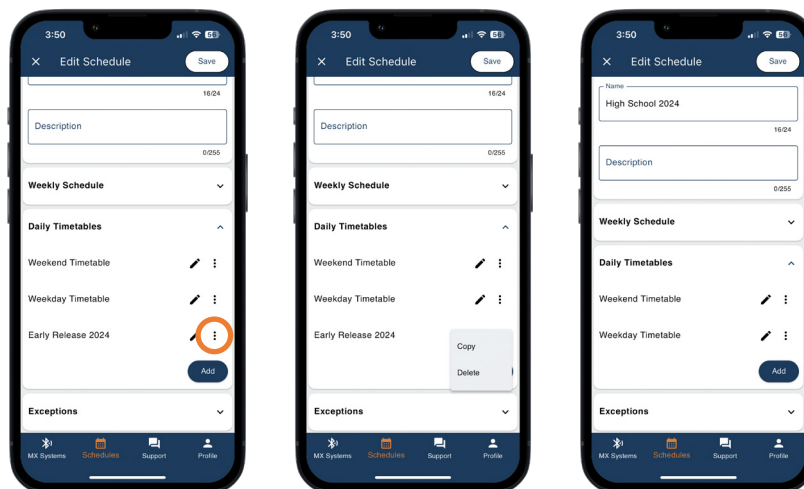 3:50
56
Edit Schedule
Save
16/24
Description
0/255
Weekly Schedule
Daily Timetables
Weekend Timetable
Weekday Timetable
Early Release 2024
Add
Exceptions
MX Systems
Schedules
Support
Profile
3:50
56
Edit Schedule
Save
16/24
Description
0/255
Weekly Schedule
Daily Timetables
Weekend Timetable
Weekday Timetable
Early Release 2024
Copy
Delete
Exceptions
MX Systems
Schedules
Support
Profile
3:50
56
Edit Schedule
Save
Name
High School 2024
16/24
Description
0/255
Weekly Schedule
Daily Timetables
Weekend Timetable
Weekday Timetable
Add
Exceptions
MX Systems
Schedules
Support
Profile